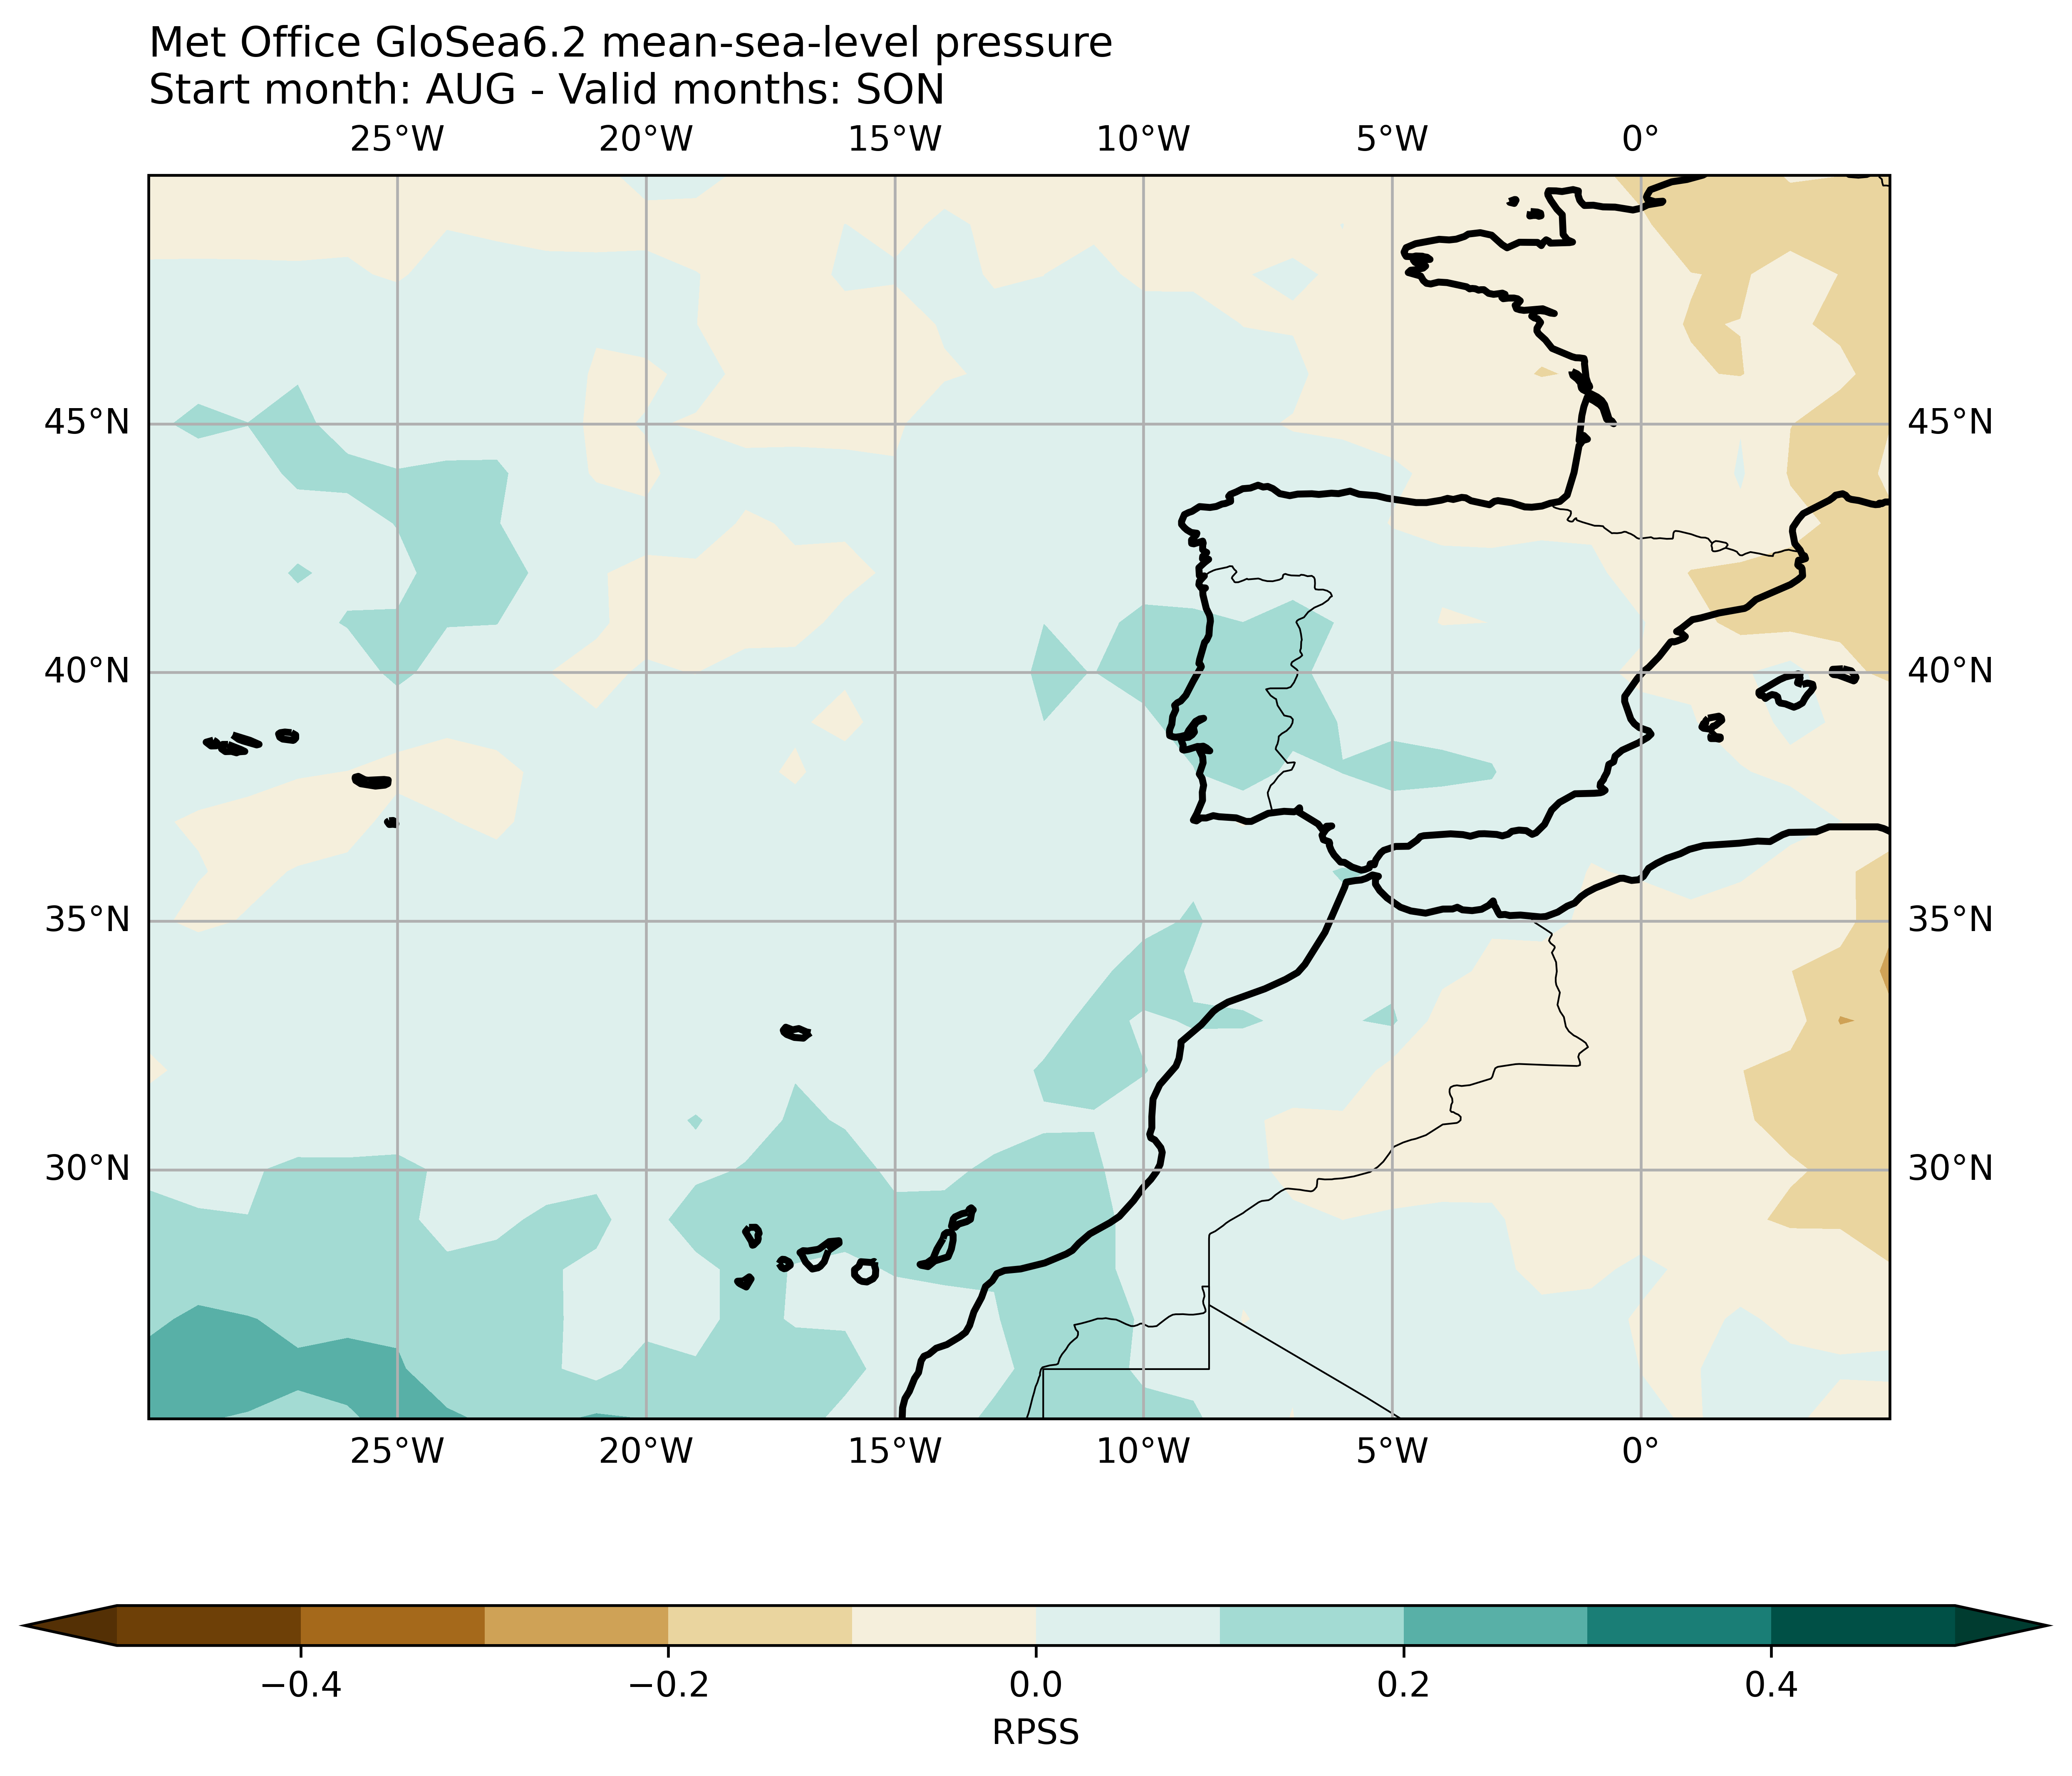 Met Office GloSea6.2 mean-sea-level pressure
Start month: AUG - Valid months: SON
25°W 20°W 15°W 10°W 5°W 0°
45°N 45°N
40°N 40°N
35°N 35°N
30°N 30°N
25°W 20°W 15°W 10°W 5°W 0°
−0.4 −0.2 0.0 0.2 0.4
RPSS